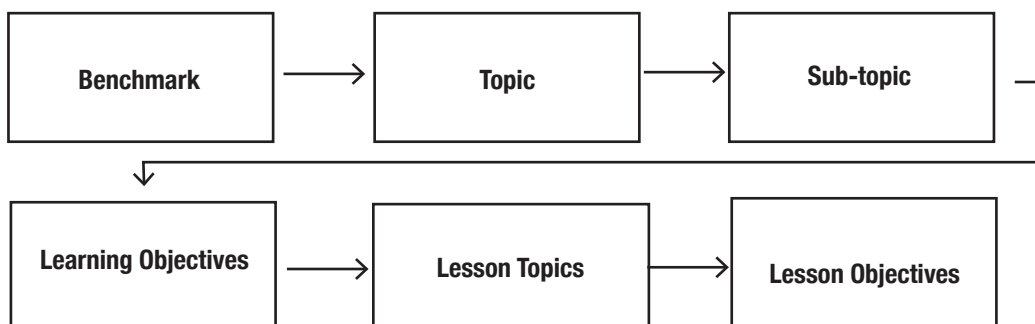 Benchmark
Topic
Sub-topic
Learning Objectives
Lesson Topics
Lesson Objectives